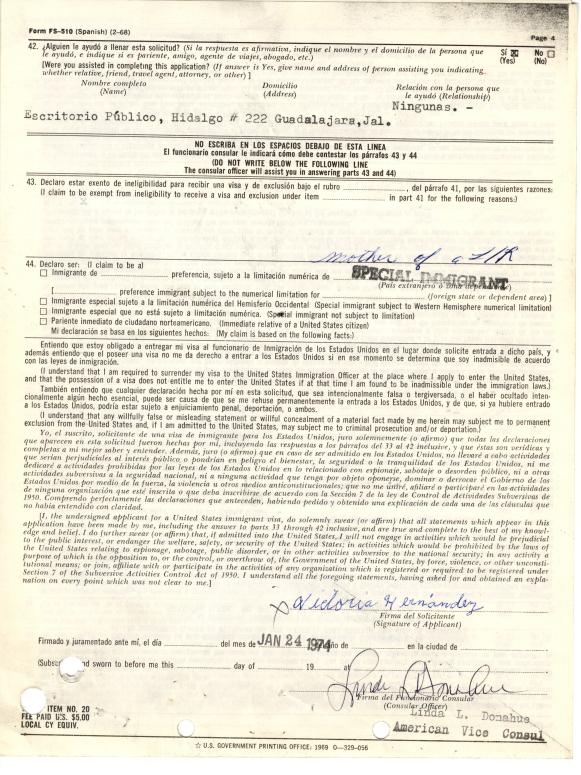 Form FS-510 (Spanish) (2-68)
Page 4
42. ¿Alguien le ayudó a llenar esta solicitud? (Si la respuesta es afirmativa, indique el nombre y el domicilio de la persona que
le ayudó, e indique si es pariente, amigo, agente de viajes, abogado, etc.)
Sí ☒ No ☐
(Yes) (No)
[Were you assisted in completing this application? (If answer is Yes, give name and address of person assisting you indicating
whether relative, friend, travel agent, attorney, or other)]
Nombre completo Domicilio Relación con la persona que
(Name) (Address) le ayudó (Relationship)
Ningunas. -
Escritorio Público, Hidalgo # 222 Guadalajara, Jal.
NO ESCRIBA EN LOS ESPACIOS DEBAJO DE ESTA LINEA
El funcionario consular le indicará cómo debe contestar los párrafos 43 y 44
(DO NOT WRITE BELOW THE FOLLOWING LINE
The consular officer will assist you in answering parts 43 and 44)
43. Declaro estar exento de ineligibilidad para recibir una visa y de exclusión bajo el rubro ............, del párrafo 41, por las siguientes razones:
(I claim to be exempt from ineligibility to receive a visa and exclusion under item ............ in part 41 for the following reasons:)
mother of a LPR
44. Declaro ser: (I claim to be a)
☐ Inmigrante de ............ preferencia, sujeto a la limitación numérica de SPECIAL IMMIGRANT
(País extranjero o zona dependiente)
[............ preference immigrant subject to the numerical limitation for ............ (foreign state or dependent area)]
☐ Inmigrante especial sujeto a la limitación numérica del Hemisferio Occidental (Special immigrant subject to Western Hemisphere numerical limitation)
☐ Inmigrante especial que no está sujeto a limitación numérica. (Special immigrant not subject to limitation)
☐ Pariente inmediato de ciudadano norteamericano. (Immediate relative of a United States citizen)
Mi declaración se basa en los siguientes hechos: (My claim is based on the following facts:)
Entiendo que estoy obligado a entregar mi visa al funcionario de Inmigración de los Estados Unidos en el lugar donde solicite entrada a dicho país, y
además entiendo que el poseer una visa no me da derecho a entrar a los Estados Unidos si en ese momento se determina que soy inadmisible de acuerdo
con las leyes de inmigración.
(I understand that I am required to surrender my visa to the United States Immigration Officer at the place where I apply to enter the United States,
and that the possession of a visa does not entitle me to enter the United States if at that time I am found to be inadmissible under the immigration laws.)
También entiendo que cualquier declaración hecha por mí en esta solicitud, que sea intencionalmente falsa o tergiversada, o el haber ocultado inten-
cionalmente algún hecho esencial, puede ser causa de que se me rehuse permanentemente la entrada a los Estados Unidos, y de que, si ya hubiere entrado
a los Estados Unidos, podría estar sujeto a enjuiciamiento penal, deportación, o ambos.
(I understand that any willfully false or misleading statement or willful concealment of a material fact made by me herein may subject me to permanent
exclusion from the United States and, if I am admitted to the United States, may subject me to criminal prosecution and/or deportation.)
Yo, el suscrito, solicitante de una visa de inmigrante para los Estados Unidos, juro solemnemente (o afirmo) que todas las declaraciones
que aparecen en esta solicitud fueron hechas por mí, incluyendo las respuestas a los párrafos del 33 al 42 inclusive, y que éstas son verídicas y
completas a mi mejor saber y entender. Además, juro (o afirmo) que en caso de ser admitido en los Estados Unidos, no llevaré a cabo actividades
que serían perjudiciales al interés público o pondrían en peligro el bienestar, la seguridad o la tranquilidad de los Estados Unidos, ni me
dedicaré a actividades prohibidas por las leyes de los Estados Unidos en lo relacionado con espionaje, sabotaje o desórden público, ni a otras
actividades subversivas a la seguridad nacional, ni a ninguna actividad que tenga por objeto oponerse, dominar o derrocar el Gobierno de los
Estados Unidos por medio de la fuerza, la violencia u otros medios anticonstitucionales; que no me uniré, afiliaré o participaré en las actividades
de ninguna organización que esté inscrita o que deba inscribirse de acuerdo con la Sección 7 de la ley de Control de Actividades Subversivas de
1950. Comprendo perfectamente las declaraciones que anteceden, habiendo pedido y obtenido una explicación de cada una de las cláusulas que
no había entendido con claridad.
[I, the undersigned applicant for a United States immigrant visa, do solemnly swear (or affirm) that all statements which appear in this
application have been made by me, including the answer to parts 33 through 42 inclusive, and are true and complete to the best of my knowl-
edge and belief. I do further swear (or affirm) that, if admitted into the United States, I will not engage in activities which would be prejudicial
to the public interest, or endanger the welfare, safety, or security of the United States; in activities which would be prohibited by the laws of
the United States relating to espionage, sabotage, public disorder, or in other activities subversive to the national security; in any activity a
purpose of which is the opposition to, or the control, or overthrow of, the Government of the United States, by force, violence, or other unconsti-
tutional means; or join, affiliate with or participate in the activities of any organization which is registered or required to be registered under
Section 7 of the Subversive Activities Control Act of 1950. I understand all the foregoing statements, having asked for and obtained an expla-
nation on every point which was not clear to me.]
X Victoria Hernández
Firma del Solicitante
(Signature of Applicant)
Firmado y juramentado ante mí, el día ............ del mes de JAN 24 1974 año de ............ en la ciudad de ............
(Subscribed and sworn to before me this ............ day of ............ 19...... at ............
Linda L Donahue
Firma del Funcionario Consular
(Consular Officer)
Linda L. Donahue
American Vice Consul
ITEM NO. 20
FEE PAID U.S. $5.00
LOCAL CY EQUIV.
☆ U.S. GOVERNMENT PRINTING OFFICE: 1969 O-329-056